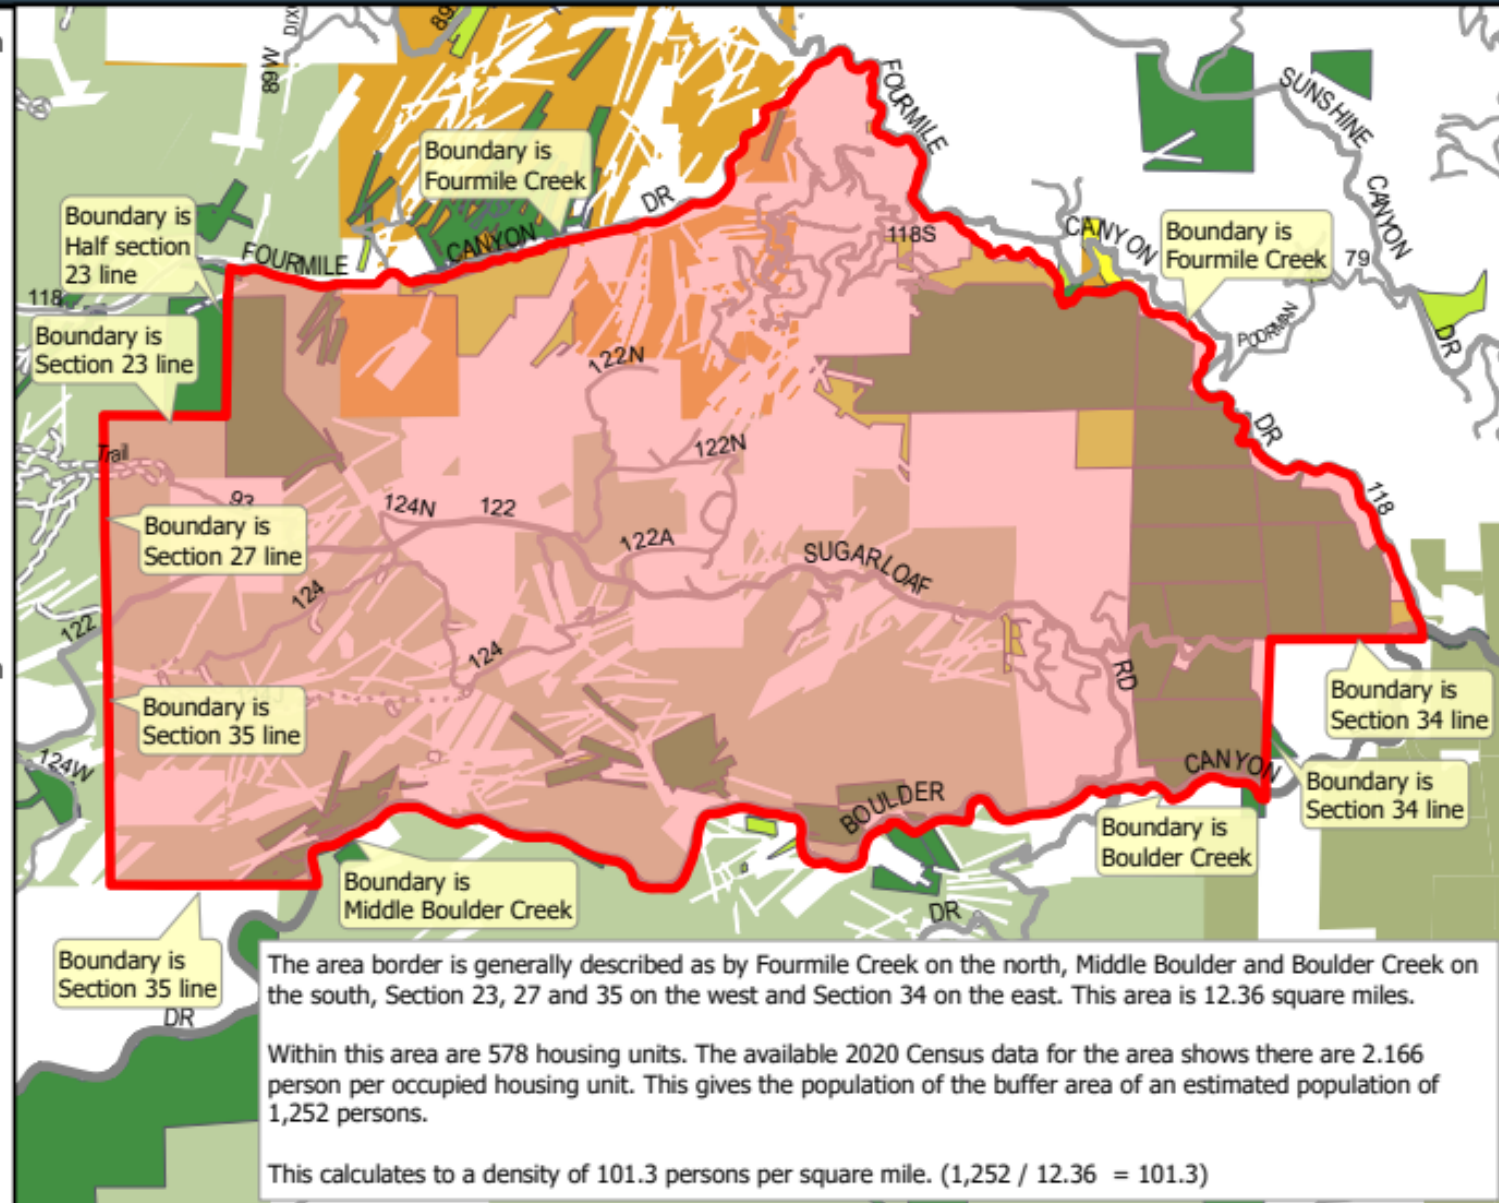 89
DIXI
89W
FOURMILE
SUNSHINE
Boundary is
Fourmile Creek
DR
CANYON
Boundary is
Half section
23 line
FOURMILE
CANYON
118S
CANYON
Boundary is
Fourmile Creek
79
118
POORMAN
DR
Boundary is
Section 23 line
122N
DR
Trail
122N
93
124N
122
118
Boundary is
Section 27 line
122A
SUGARLOAF
124
122
124
RD
Boundary is
Section 34 line
Boundary is
Section 35 line
124W
CANYON
Boundary is
Section 34 line
BOULDER
Boundary is
Boulder Creek
Boundary is
Middle Boulder Creek
DR
Boundary is
Section 35 line
DR
The area border is generally described as by Fourmile Creek on the north, Middle Boulder and Boulder Creek on
the south, Section 23, 27 and 35 on the west and Section 34 on the east. This area is 12.36 square miles.
Within this area are 578 housing units. The available 2020 Census data for the area shows there are 2.166
person per occupied housing unit. This gives the population of the buffer area of an estimated population of
1,252 persons.
This calculates to a density of 101.3 persons per square mile. (1,252 / 12.36 = 101.3)